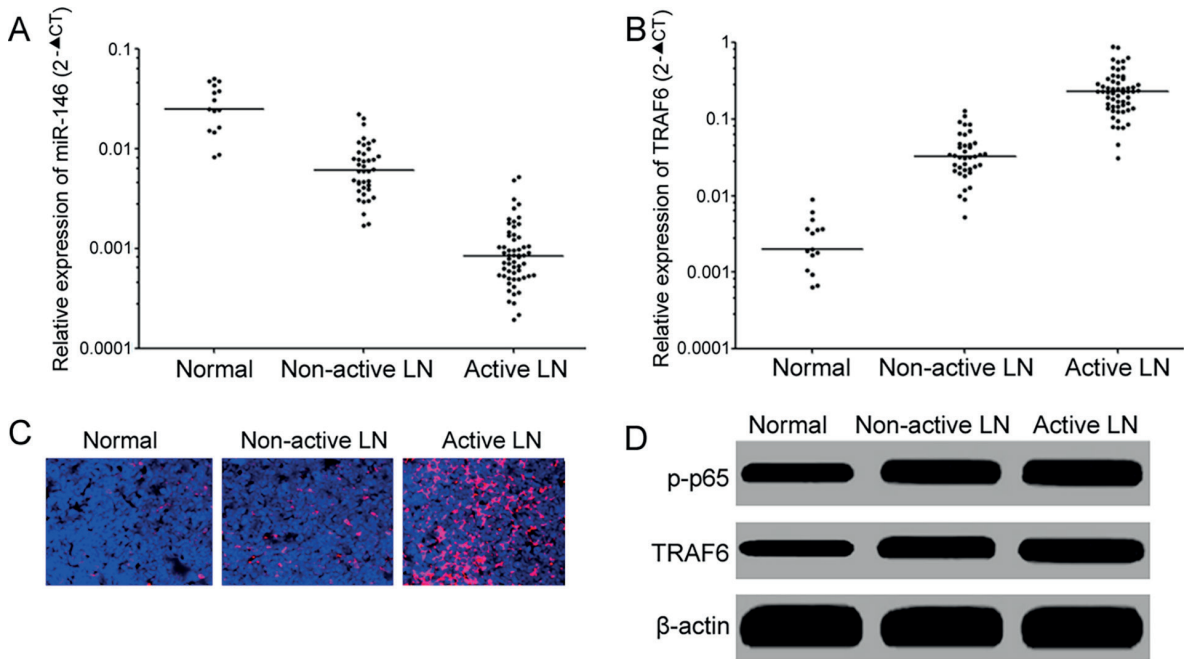 A
Relative expression of miR-146 (2-▲CT)
0.1
0.01
0.001
0.0001
Normal Non-active LN Active LN
B
Relative expression of TRAF6 (2-▲CT)
1
0.1
0.01
0.001
0.0001
Normal Non-active LN Active LN
C
Normal Non-active LN Active LN
D
Normal Non-active LN Active LN
p-p65
TRAF6
β-actin